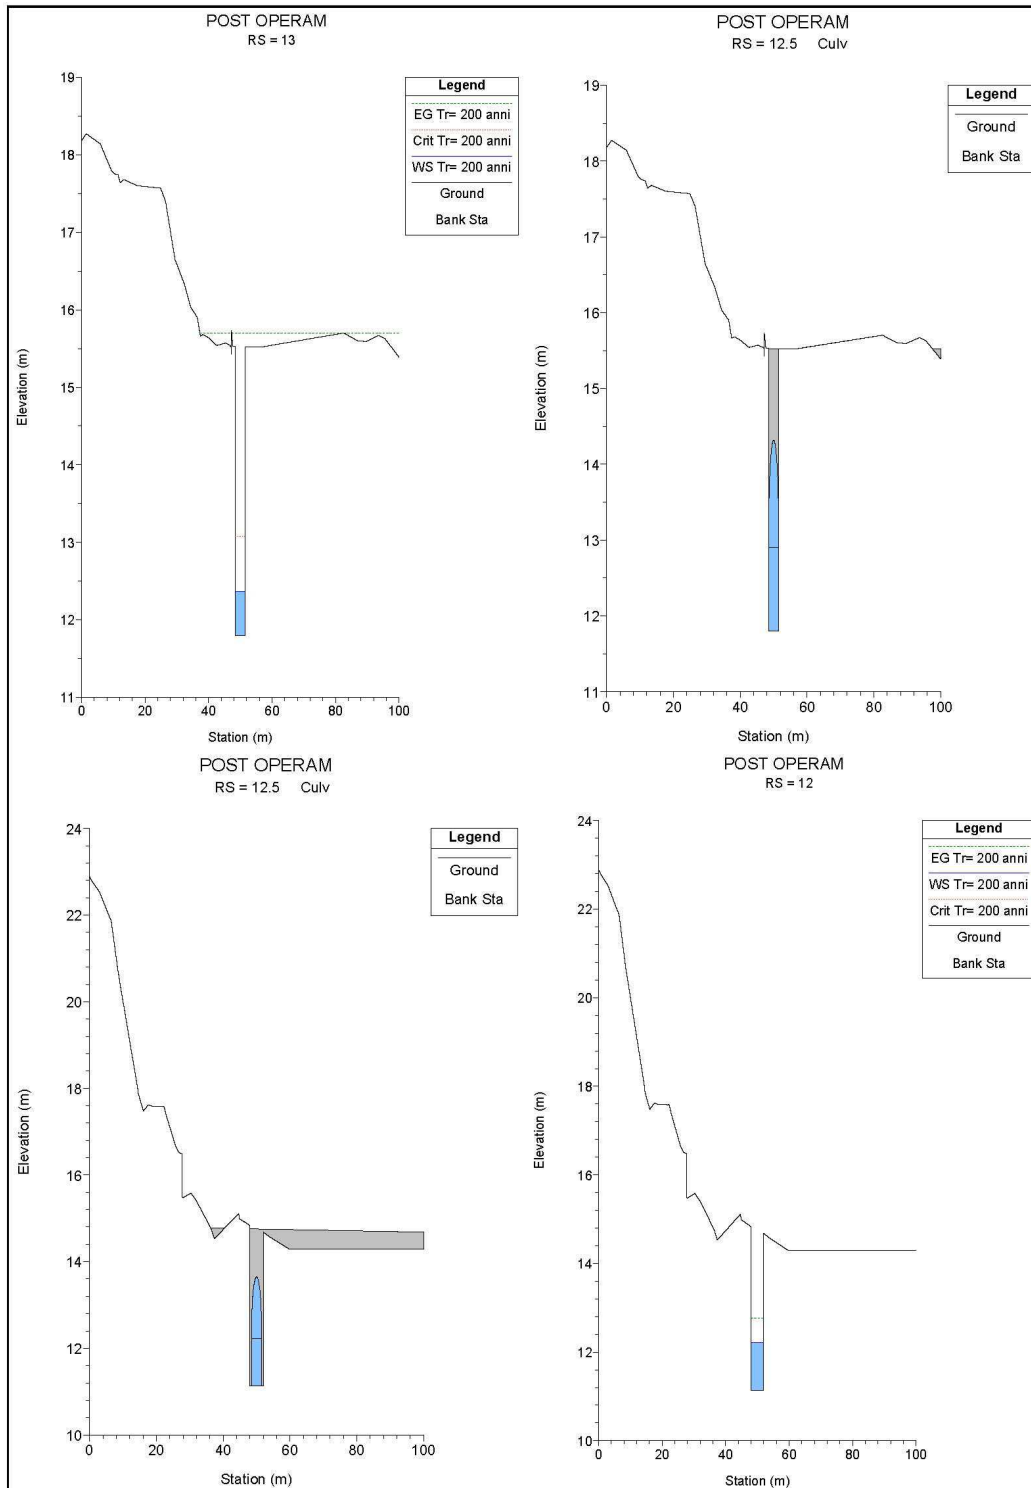 POST OPERAM
RS = 13
Legend
EG Tr= 200 anni
Crit Tr= 200 anni
WS Tr= 200 anni
Ground
Bank Sta
19
18
17
16
15
14
13
12
11
0 20 40 60 80 100
Elevation (m)
Station (m)
POST OPERAM
RS = 12.5 Culv
Legend
Ground
Bank Sta
19
18
17
16
15
14
13
12
11
0 20 40 60 80 100
Elevation (m)
Station (m)
POST OPERAM
RS = 12.5 Culv
Legend
Ground
Bank Sta
24
22
20
18
16
14
12
10
0 20 40 60 80 100
Elevation (m)
Station (m)
POST OPERAM
RS = 12
Legend
EG Tr= 200 anni
WS Tr= 200 anni
Crit Tr= 200 anni
Ground
Bank Sta
24
22
20
18
16
14
12
10
0 20 40 60 80 100
Elevation (m)
Station (m)